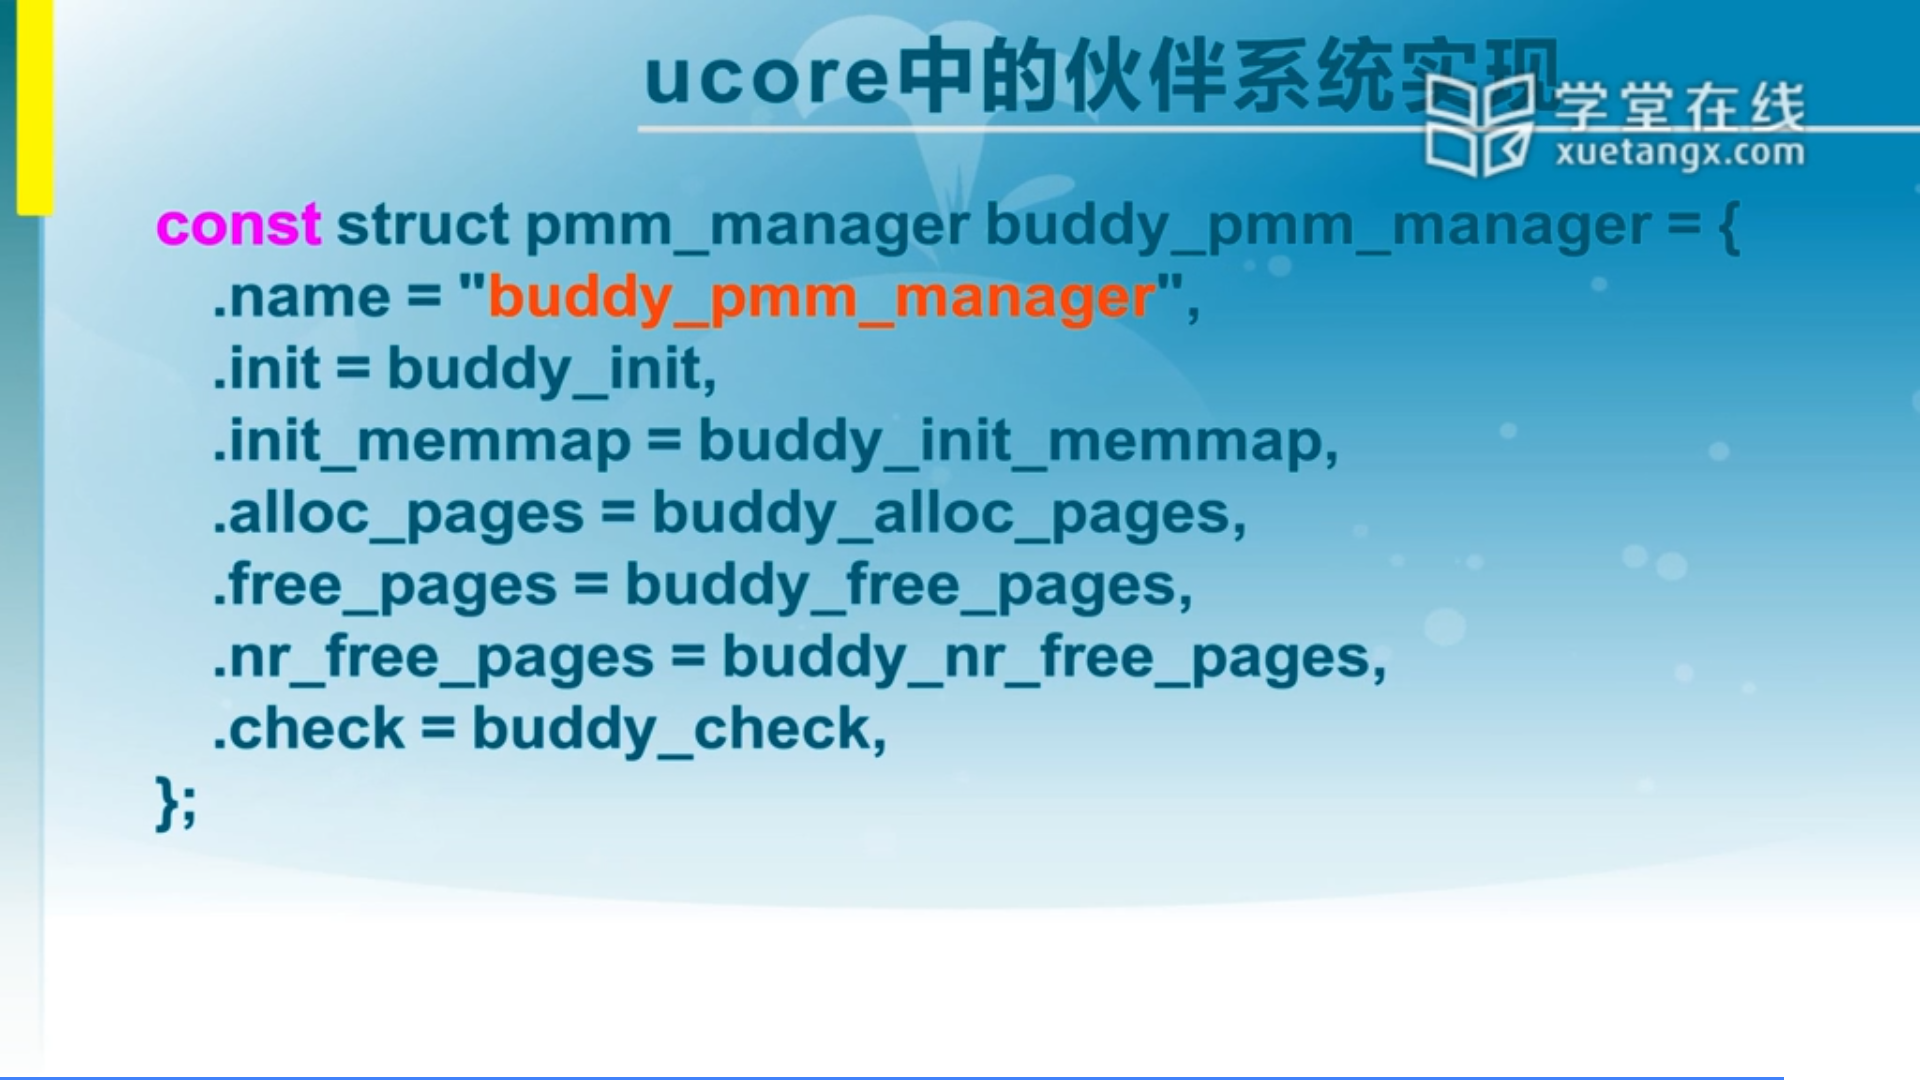 ucore中的伙伴系统实现
学堂在线
xuetangx.com
const struct pmm_manager buddy_pmm_manager = {
.name = "buddy_pmm_manager",
.init = buddy_init,
.init_memmap = buddy_init_memmap,
.alloc_pages = buddy_alloc_pages,
.free_pages = buddy_free_pages,
.nr_free_pages = buddy_nr_free_pages,
.check = buddy_check,
};